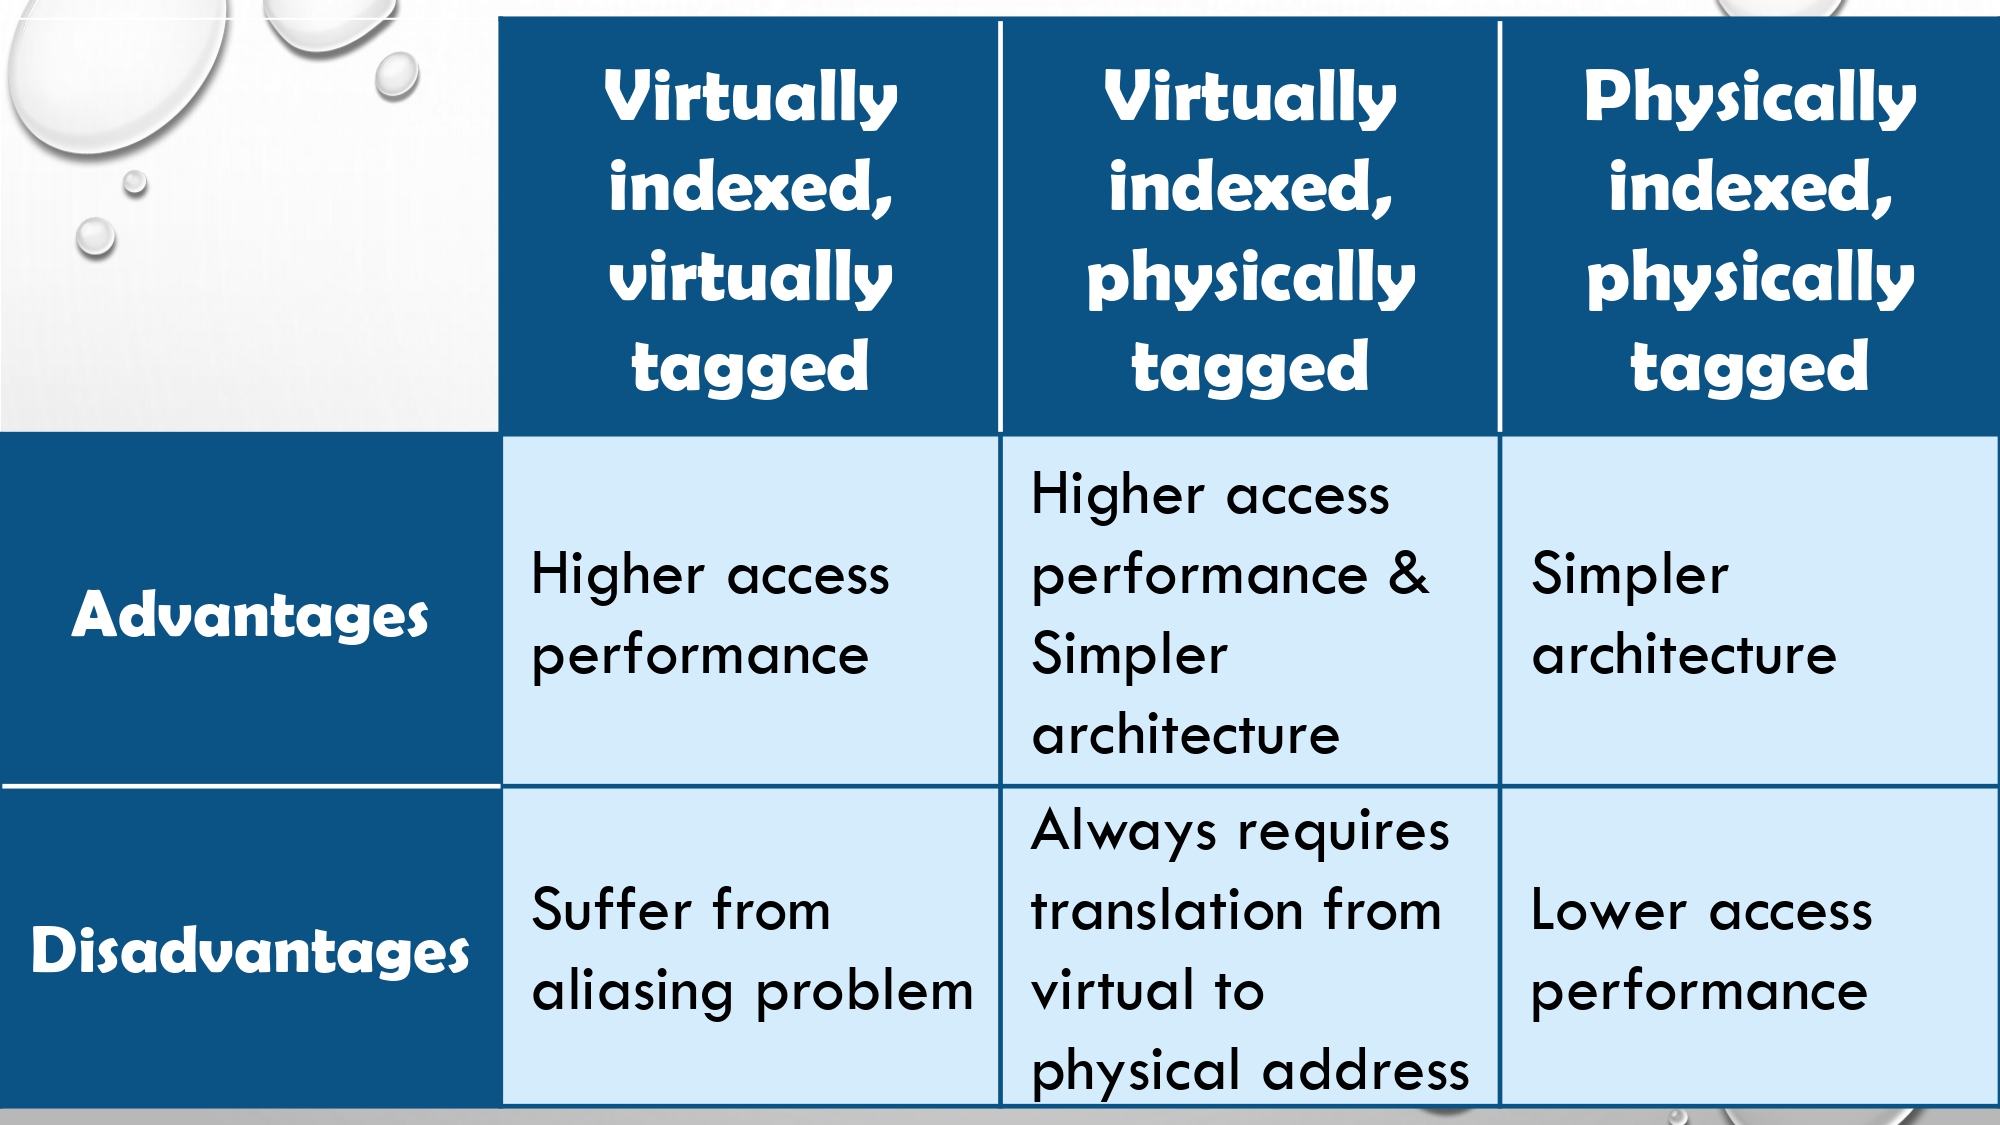 Virtually
indexed,
virtually
tagged
Virtually
indexed,
physically
tagged
Physically
indexed,
physically
tagged
Advantages
Higher access
performance
Higher access
performance &
Simpler
architecture
Simpler
architecture
Disadvantages
Suffer from
aliasing problem
Always requires
translation from
virtual to
physical address
Lower access
performance